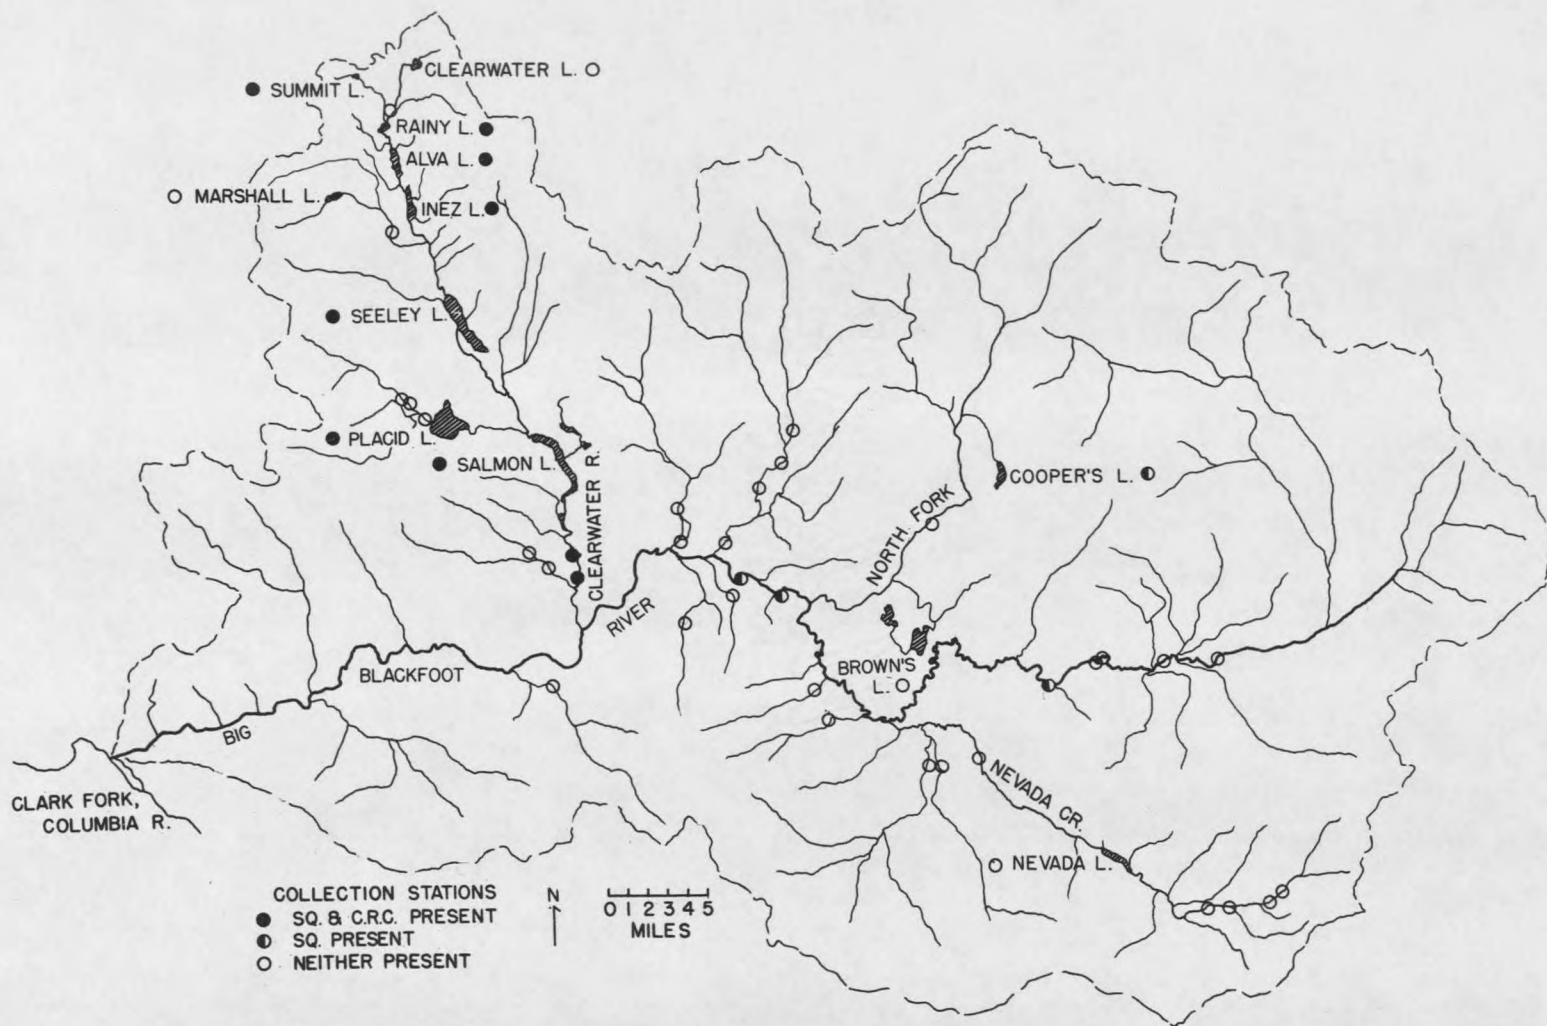 CLEARWATER L.
SUMMIT L.
RAINY L.
ALVA L.
MARSHALL L.
INEZ L.
SEELEY L.
PLACID L.
SALMON L.
CLEARWATER R.
COOPER'S L.
NORTH FORK
RIVER
BROWN'S
L.
BLACKFOOT
BIG
NEVADA CR.
CLARK FORK,
COLUMBIA R.
NEVADA L.
COLLECTION STATIONS
SQ. & C.R.C. PRESENT
SQ. PRESENT
NEITHER PRESENT
N
0 1 2 3 4 5
MILES